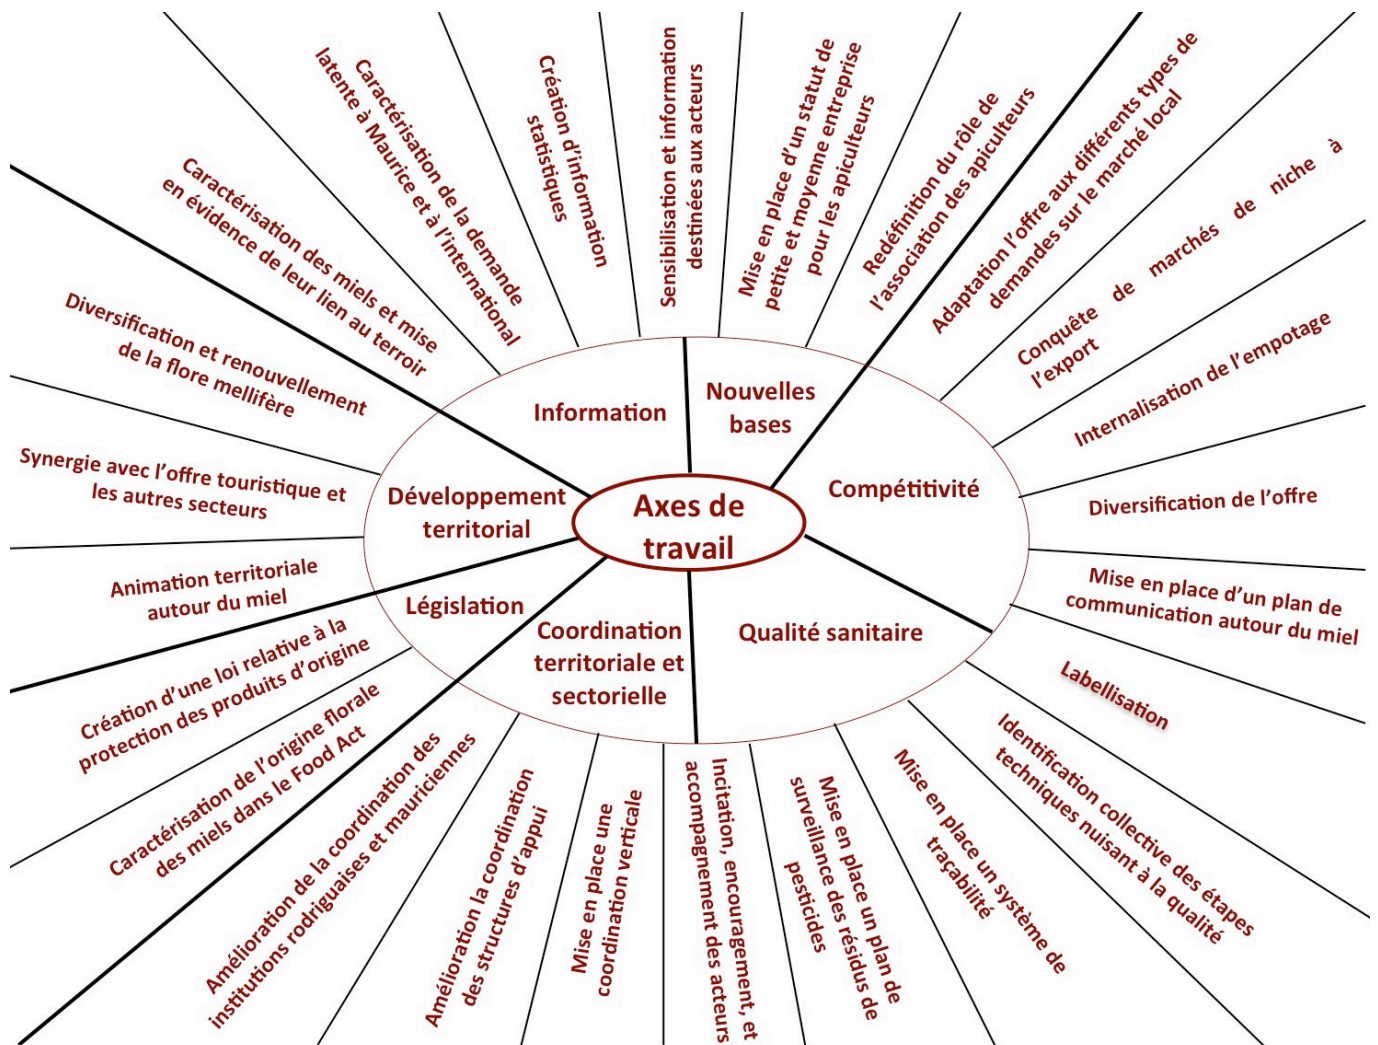 Axes de
travail
Information
Nouvelles
bases
Compétitivité
Qualité sanitaire
Coordination
territoriale et
sectorielle
Législation
Développement
territorial
Caractérisation de la demande
latente à Maurice et à l'international
Création d'information
statistiques
Sensibilisation et information
destinées aux acteurs
Mise en place d'un statut de
petite et moyenne entreprise
pour les apiculteurs
Redéfinition du rôle de
l'association des apiculteurs
Adaptation l'offre aux différents types de
demandes sur le marché local
Conquête de marchés de niche à
l'export
Internalisation de l'empotage
Diversification de l'offre
Mise en place d'un plan de
communication autour du miel
Labellisation
Identification collective des étapes
techniques nuisant à la qualité
Mise en place un système de
traçabilité
Mise en place un plan de
surveillance des résidus de
pesticides
Incitation, encouragement, et
accompagnement des acteurs
Mise en place une
coordination verticale
Amélioration la coordination
des structures d'appui
Amélioration de la coordination des
institutions rodriguaises et mauriciennes
Caractérisation de l'origine florale
des miels dans le Food Act
Création d'une loi relative à la
protection des produits d'origine
Animation territoriale
autour du miel
Synergie avec l'offre touristique et
les autres secteurs
Diversification et renouvellement
de la flore mellifère
Caractérisation des miels et mise
en évidence de leur lien au terroir